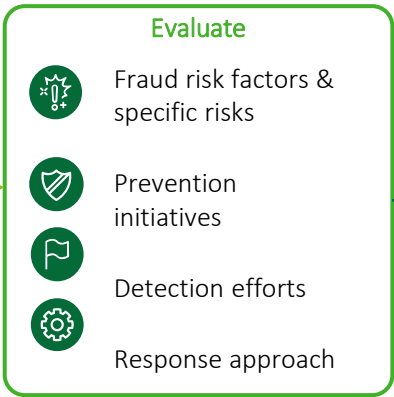 Evaluate
Fraud risk factors &
specific risks
Prevention
initiatives
Detection efforts
Response approach